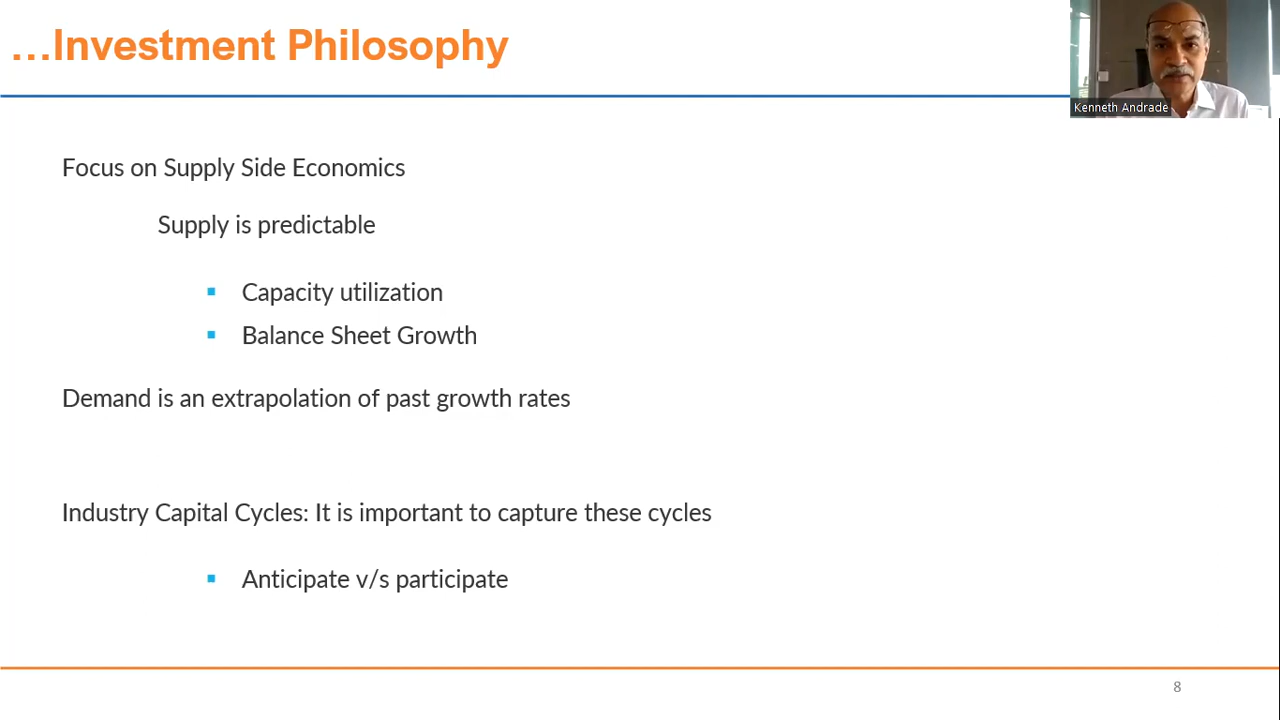 ...Investment Philosophy
Kenneth Andrade
Focus on Supply Side Economics
Supply is predictable
▪ Capacity utilization
▪ Balance Sheet Growth
Demand is an extrapolation of past growth rates
Industry Capital Cycles: It is important to capture these cycles
▪ Anticipate v/s participate
8